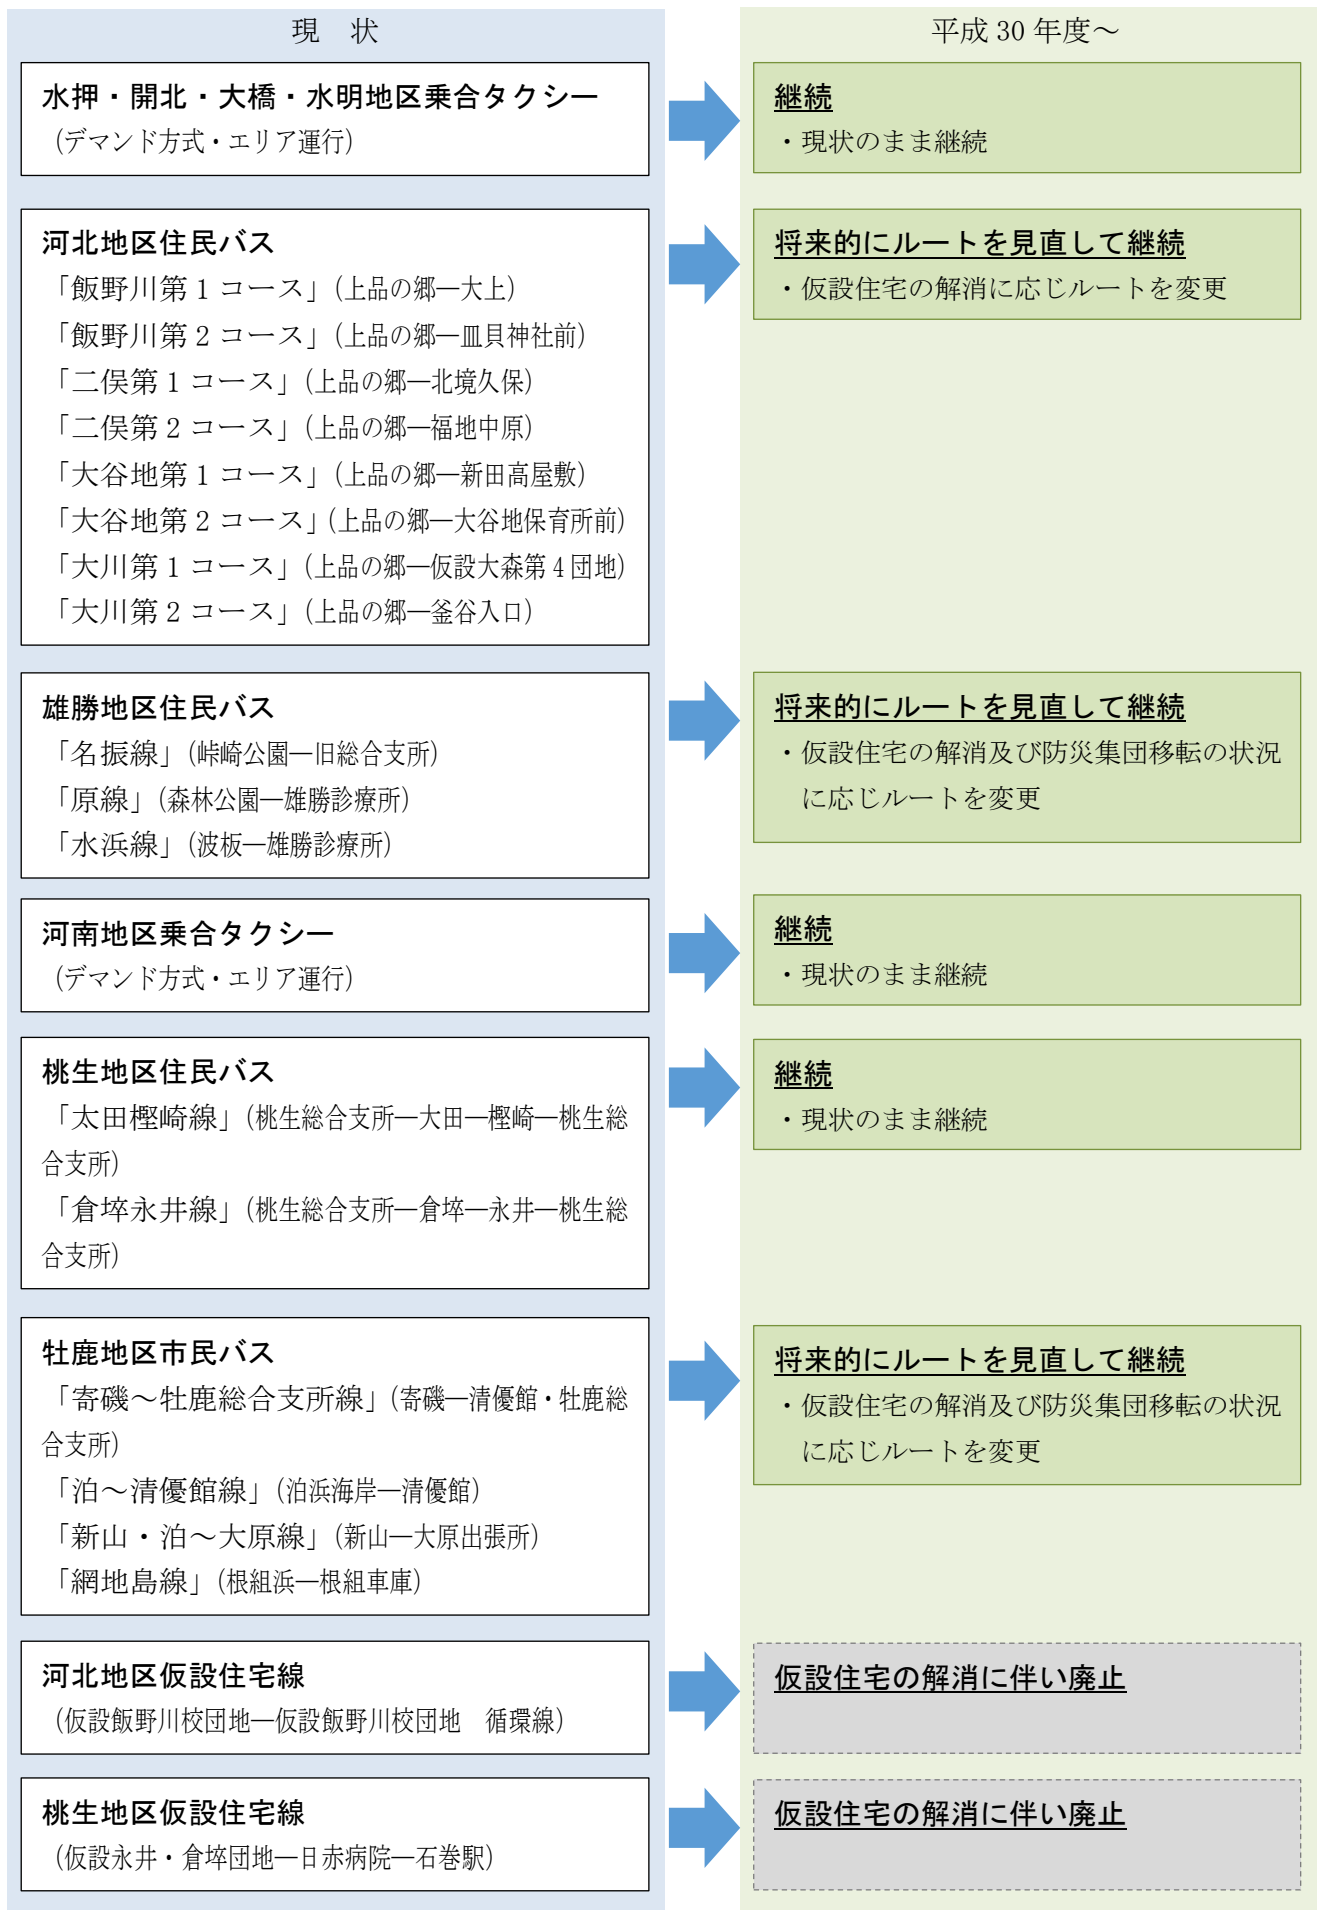 現　状
平成 30 年度～
水押・開北・大橋・水明地区乗合タクシー
（デマンド方式・エリア運行）
継続
・現状のまま継続
河北地区住民バス
「飯野川第１コース」（上品の郷―大上）
「飯野川第２コース」（上品の郷―皿貝神社前）
「二俣第１コース」（上品の郷―北境久保）
「二俣第２コース」（上品の郷―福地中原）
「大谷地第１コース」（上品の郷―新田高屋敷）
「大谷地第２コース」（上品の郷―大谷地保育所前）
「大川第１コース」（上品の郷―仮設大森第４団地）
「大川第２コース」（上品の郷―釜谷入口）
将来的にルートを見直して継続
・仮設住宅の解消に応じルートを変更
雄勝地区住民バス
「名振線」（峠崎公園―旧総合支所）
「原線」（森林公園―雄勝診療所）
「水浜線」（波板―雄勝診療所）
将来的にルートを見直して継続
・仮設住宅の解消及び防災集団移転の状況
に応じルートを変更
河南地区乗合タクシー
（デマンド方式・エリア運行）
継続
・現状のまま継続
桃生地区住民バス
「太田樫崎線」（桃生総合支所―大田―樫崎―桃生総
合支所）
「倉埣永井線」（桃生総合支所―倉埣―永井―桃生総
合支所）
継続
・現状のまま継続
牡鹿地区市民バス
「寄磯～牡鹿総合支所線」（寄磯―清優館・牡鹿総
合支所）
「泊～清優館線」（泊浜海岸―清優館）
「新山・泊～大原線」（新山―大原出張所）
「網地島線」（根組浜―根組車庫）
将来的にルートを見直して継続
・仮設住宅の解消及び防災集団移転の状況
に応じルートを変更
河北地区仮設住宅線
（仮設飯野川校団地―仮設飯野川校団地　循環線）
仮設住宅の解消に伴い廃止
桃生地区仮設住宅線
（仮設永井・倉埣団地―日赤病院―石巻駅）
仮設住宅の解消に伴い廃止